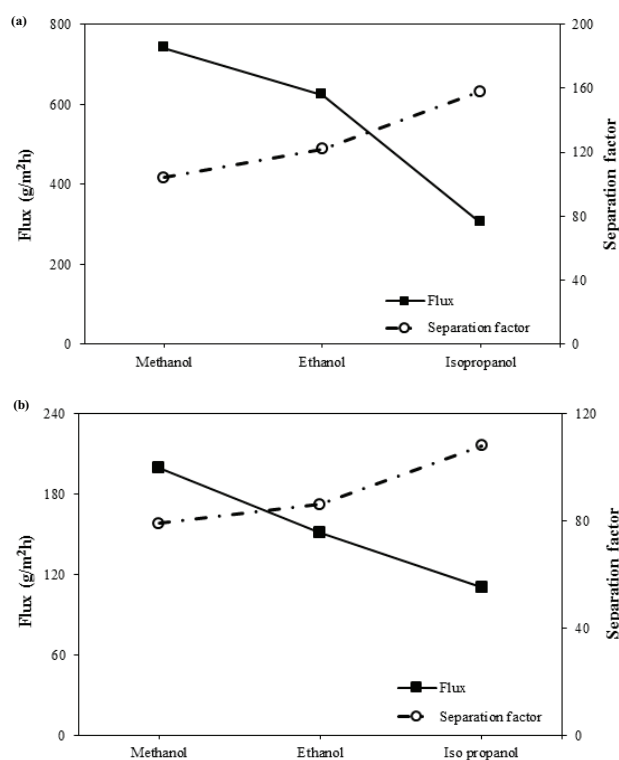 (a)
800
600
400
200
0
Flux (g/m²h)
200
160
120
80
40
0
Separation factor
Flux
Separation factor
Methanol Ethanol Isopropanol
(b)
240
180
120
60
0
Flux (g/m²h)
120
80
40
0
Separation factor
Flux
Separation factor
Methanol Ethanol Iso propanol